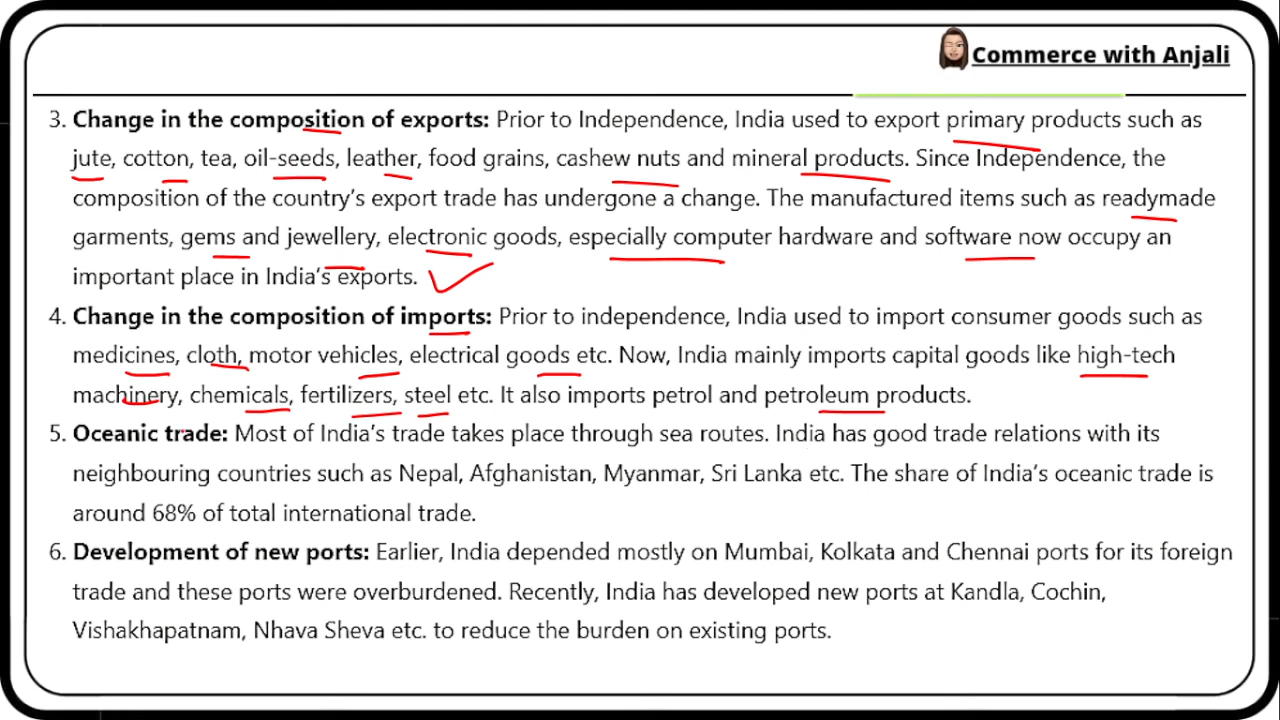 Commerce with Anjali
3. Change in the composition of exports: Prior to Independence, India used to export primary products such as
jute, cotton, tea, oil-seeds, leather, food grains, cashew nuts and mineral products. Since Independence, the
composition of the country's export trade has undergone a change. The manufactured items such as readymade
garments, gems and jewellery, electronic goods, especially computer hardware and software now occupy an
important place in India's exports.
4. Change in the composition of imports: Prior to independence, India used to import consumer goods such as
medicines, cloth, motor vehicles, electrical goods etc. Now, India mainly imports capital goods like high-tech
machinery, chemicals, fertilizers, steel etc. It also imports petrol and petroleum products.
5. Oceanic trade: Most of India's trade takes place through sea routes. India has good trade relations with its
neighbouring countries such as Nepal, Afghanistan, Myanmar, Sri Lanka etc. The share of India's oceanic trade is
around 68% of total international trade.
6. Development of new ports: Earlier, India depended mostly on Mumbai, Kolkata and Chennai ports for its foreign
trade and these ports were overburdened. Recently, India has developed new ports at Kandla, Cochin,
Vishakhapatnam, Nhava Sheva etc. to reduce the burden on existing ports.